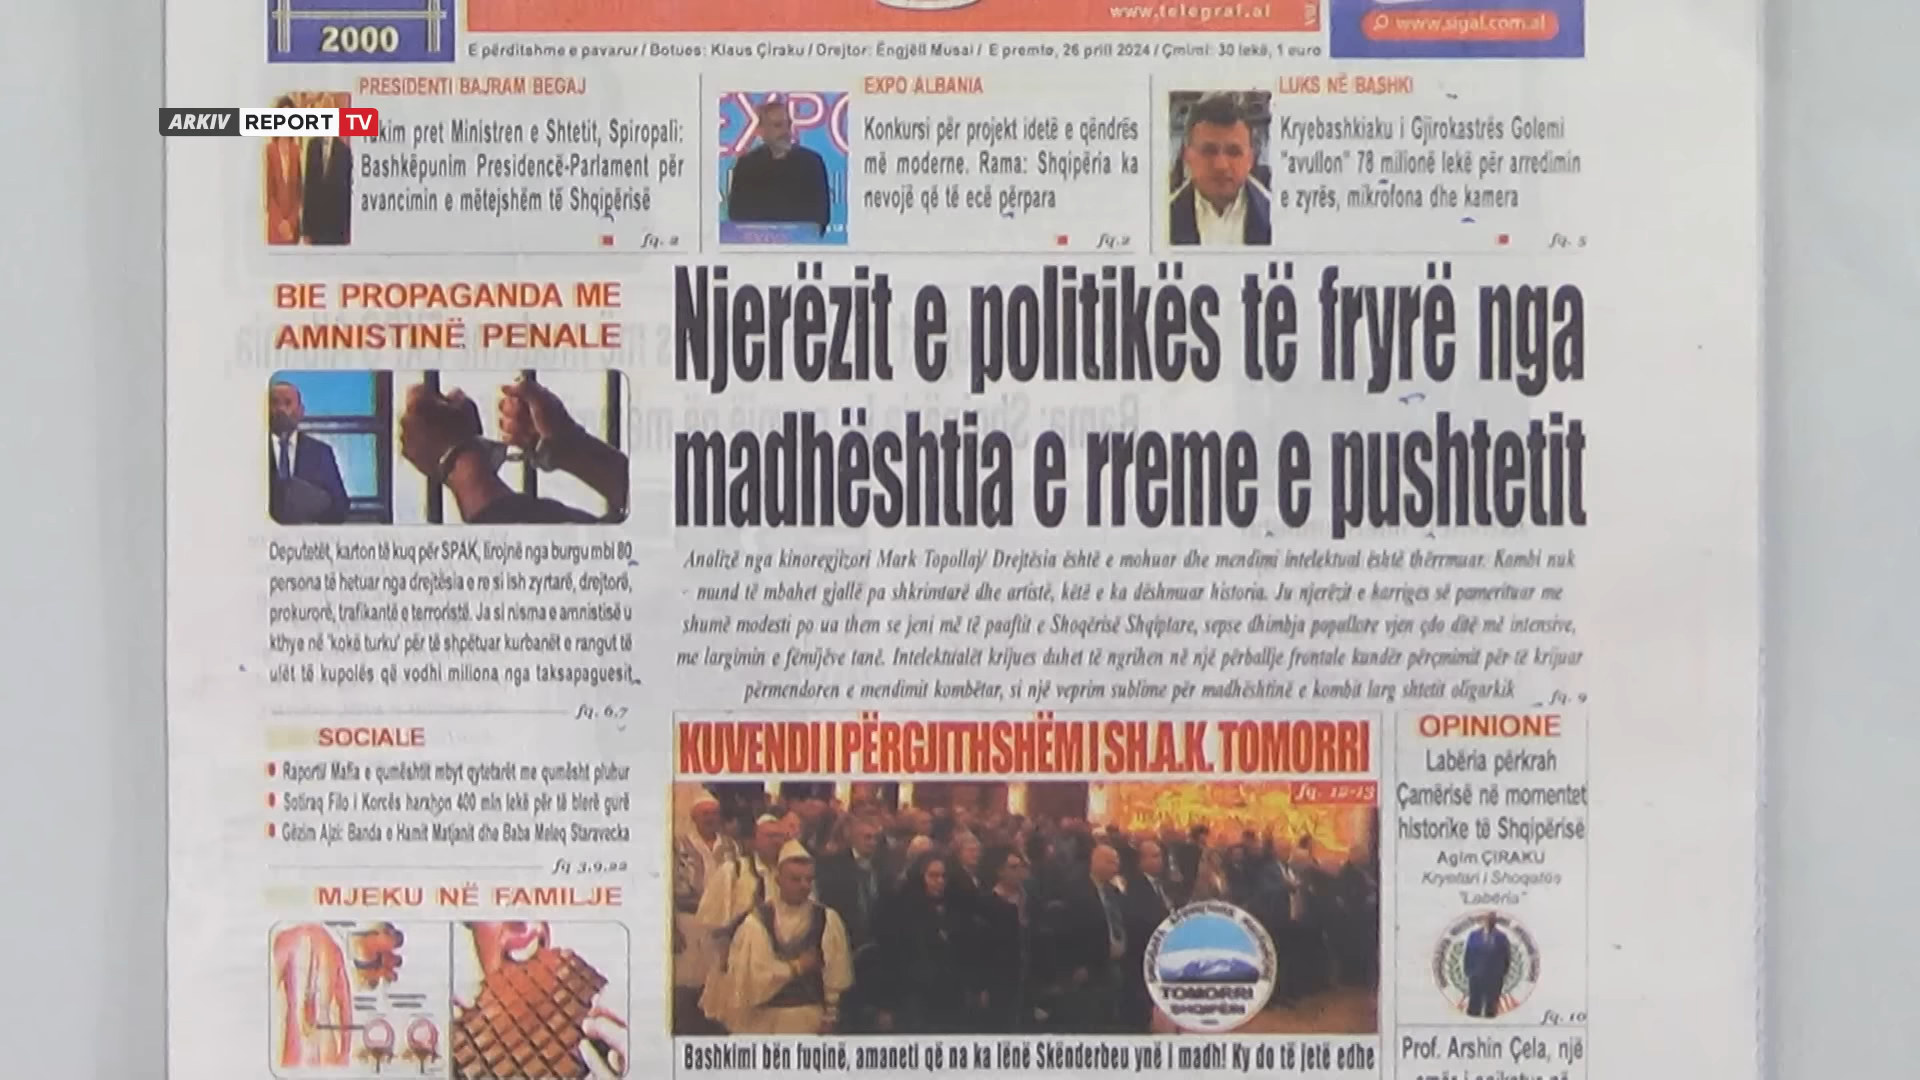 2000
www.telegraf.al
www.sigal.com.al
E përditshme e pavarur / Botues: Klaus Çiraku / Drejtor: Ëngjëll Musai / E premte, 26 prill 2024 / Çmimi: 30 lekë, 1 euro
ARKIV REPORT TV
PRESIDENTI BAJRAM BEGAJ
Takim pret Ministren e Shtetit, Spiropali:
Bashkëpunim Presidencë-Parlament për
avancimin e mëtejshëm të Shqipërisë
fq. 2
EXPO ALBANIA
Konkursi për projekt idetë e qëndrës
më moderne. Rama: Shqipëria ka
nevojë që të ecë përpara
fq.2
LUKS NË BASHKI
Kryebashkiaku i Gjirokastrës Golemi
"avullon" 78 milionë lekë për arredimin
e zyrës, mikrofona dhe kamera
fq. 5
BIE PROPAGANDA ME
AMNISTINË PENALE
Deputetët, karton të kuq për SPAK, lirojnë nga burgu mbi 80
persona të hetuar nga drejtësia e re si ish zyrtarë, drejtorë,
prokurorë, trafikantë e terroristë. Ja si nisma e amnistisë u
kthye në 'kokë turku' për të shpëtuar kurbanët e rangut të
ulët të kupolës që vodhi miliona nga taksapaguesit
fq. 6,7
Njerëzit e politikës të fryrë nga
madhështia e rreme e pushtetit
Analizë nga kinoregjizori Mark Topollaj/ Drejtësia është e mohuar dhe mendimi intelektual është thërrmuar. Kombi nuk
mund të mbahet gjallë pa shkrimtarë dhe artistë, këtë e ka dëshmuar historia. Ju njerëzit e karriges së pamerituar me
shumë modesti po ua them se jeni më të paaftit e Shoqërisë Shqiptare, sepse dhimbja popullore vjen çdo ditë më intensive,
me largimin e fëmijëve tanë. Intelektualët krijues duhet të ngrihen në një përballje frontale kundër përçmimit për të krijuar
përmendoren e mendimit kombëtar, si një veprim sublime për madhështinë e kombit larg shtetit oligarkik
fq. 9
SOCIALE
Raporti/ Mafia e qumështit mbyt qytetarët me qumësht pluhur
Sotiraq Filo i Korcës harxhon 400 mln lekë për të blerë gurë
Gëzim Ajzi: Banda e Hamit Matjanit dhe Baba Meleq Staravecka
fq 3,9,22
MJEKU NË FAMILJE
KUVENDI I PËRGJITHSHËM I SH.A.K. TOMORRI
fq. 12-13
TOMORRI
SHQIPËRI
Bashkimi bën fuqinë, amaneti që na ka lënë Skënderbeu ynë i madh! Ky do të jetë edhe
OPINIONE
Labëria përkrah
Çamërisë në momentet
historike të Shqipërisë
Agim ÇIRAKU
Kryetari i Shoqatës
"Labëria"
fq. 10
Prof. Arshin Çela, një